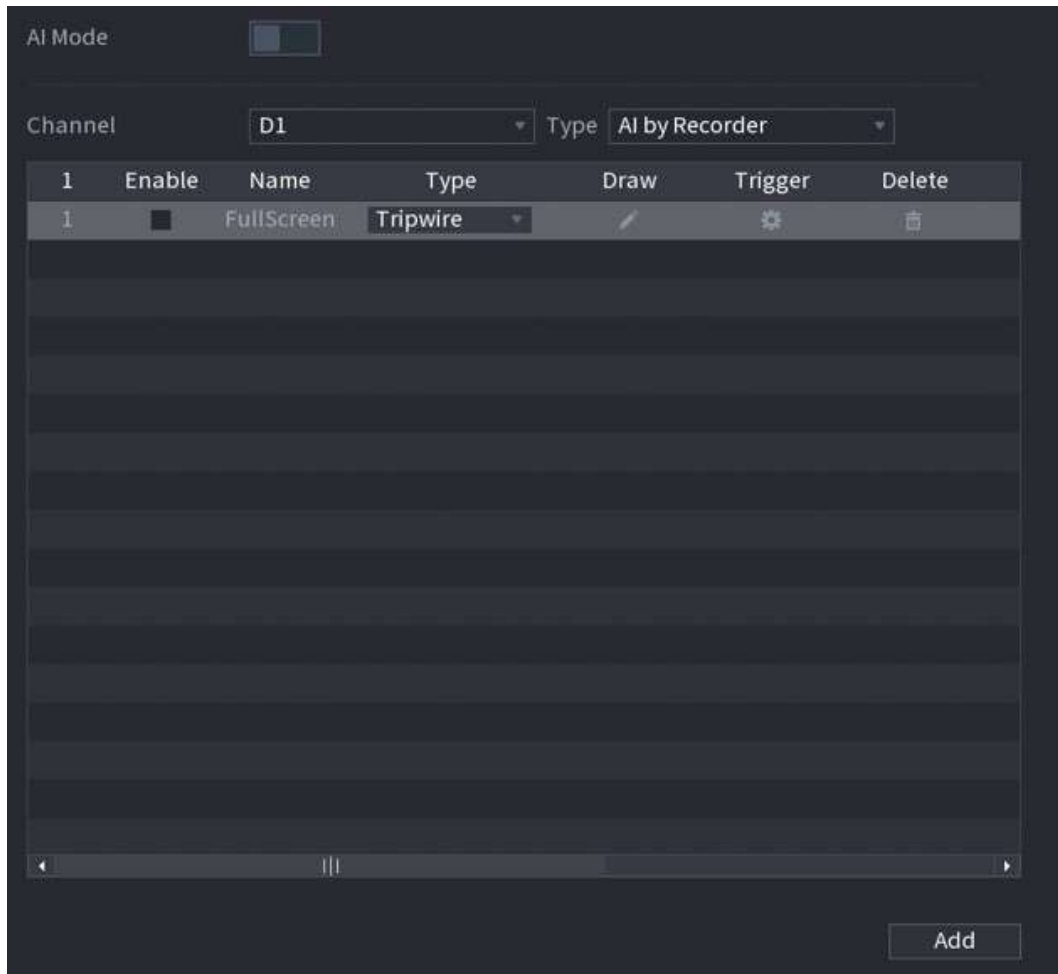 AI Mode
Channel D1 Type AI by Recorder
1 Enable Name Type Draw Trigger Delete
1 FullScreen Tripwire
Add